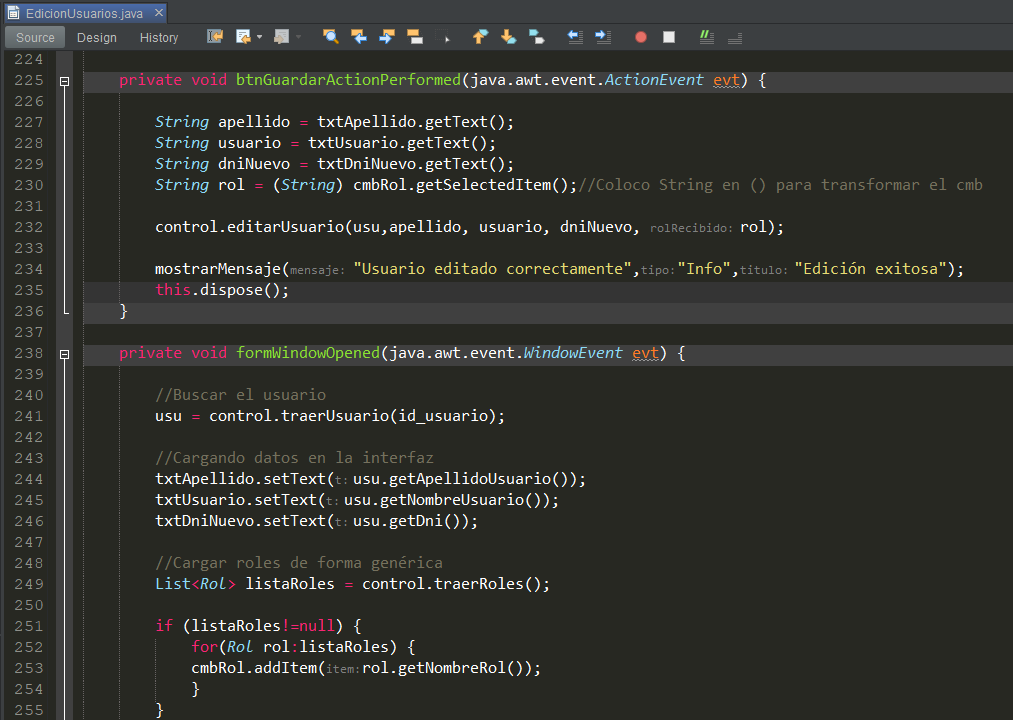 EdicionUsuarios.java ×
Source Design History
224
225 private void btnGuardarActionPerformed(java.awt.event.ActionEvent evt) {
226
227 String apellido = txtApellido.getText();
228 String usuario = txtUsuario.getText();
229 String dniNuevo = txtDniNuevo.getText();
230 String rol = (String) cmbRol.getSelectedItem();//Coloco String en () para transformar el cmb
231
232 control.editarUsuario(usu,apellido, usuario, dniNuevo, rolRecibido: rol);
233
234 mostrarMensaje(mensaje: "Usuario editado correctamente",tipo:"Info",titulo:"Edición exitosa");
235 this.dispose();
236 }
237
238 private void formWindowOpened(java.awt.event.WindowEvent evt) {
239
240 //Buscar el usuario
241 usu = control.traerUsuario(id_usuario);
242
243 //Cargando datos en la interfaz
244 txtApellido.setText(t: usu.getApellidoUsuario());
245 txtUsuario.setText(t: usu.getNombreUsuario());
246 txtDniNuevo.setText(t: usu.getDni());
247
248 //Cargar roles de forma genérica
249 List<Rol> listaRoles = control.traerRoles();
250
251 if (listaRoles!=null) {
252 for(Rol rol:listaRoles) {
253 cmbRol.addItem(item:rol.getNombreRol());
254 }
255 }